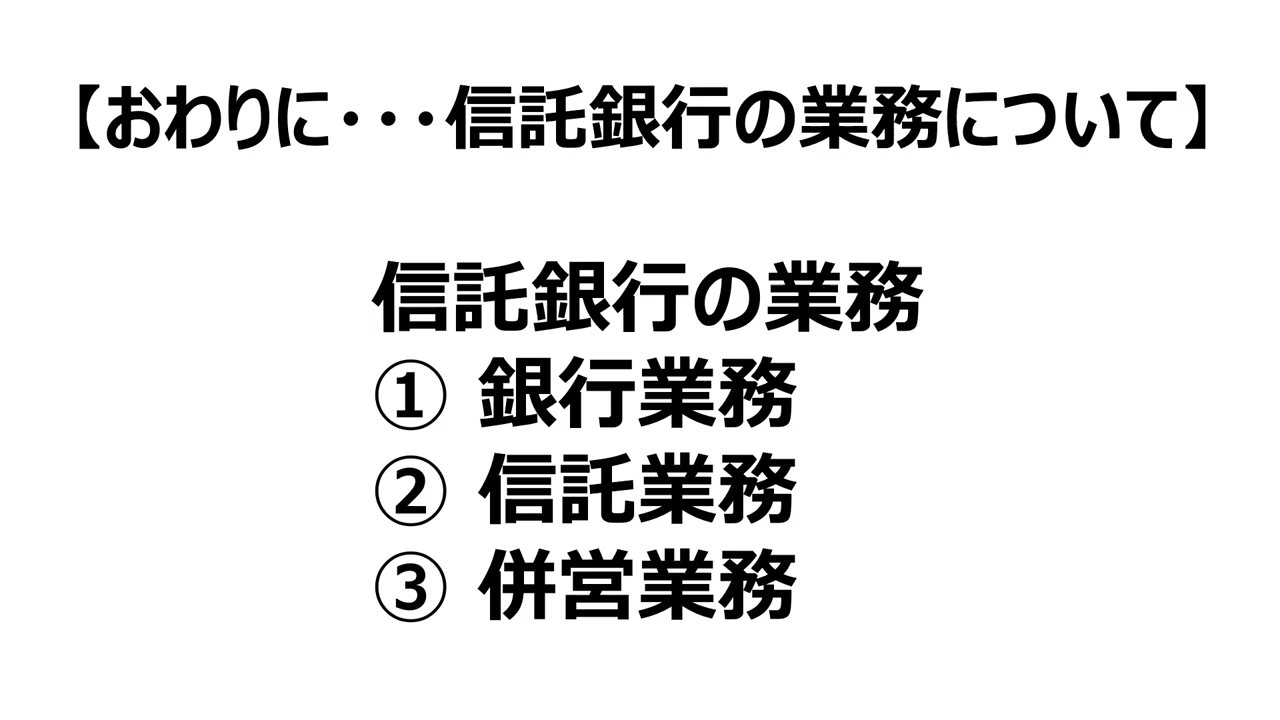 【おわりに・・・信託銀行の業務について】
信託銀行の業務
① 銀行業務
② 信託業務
③ 併営業務